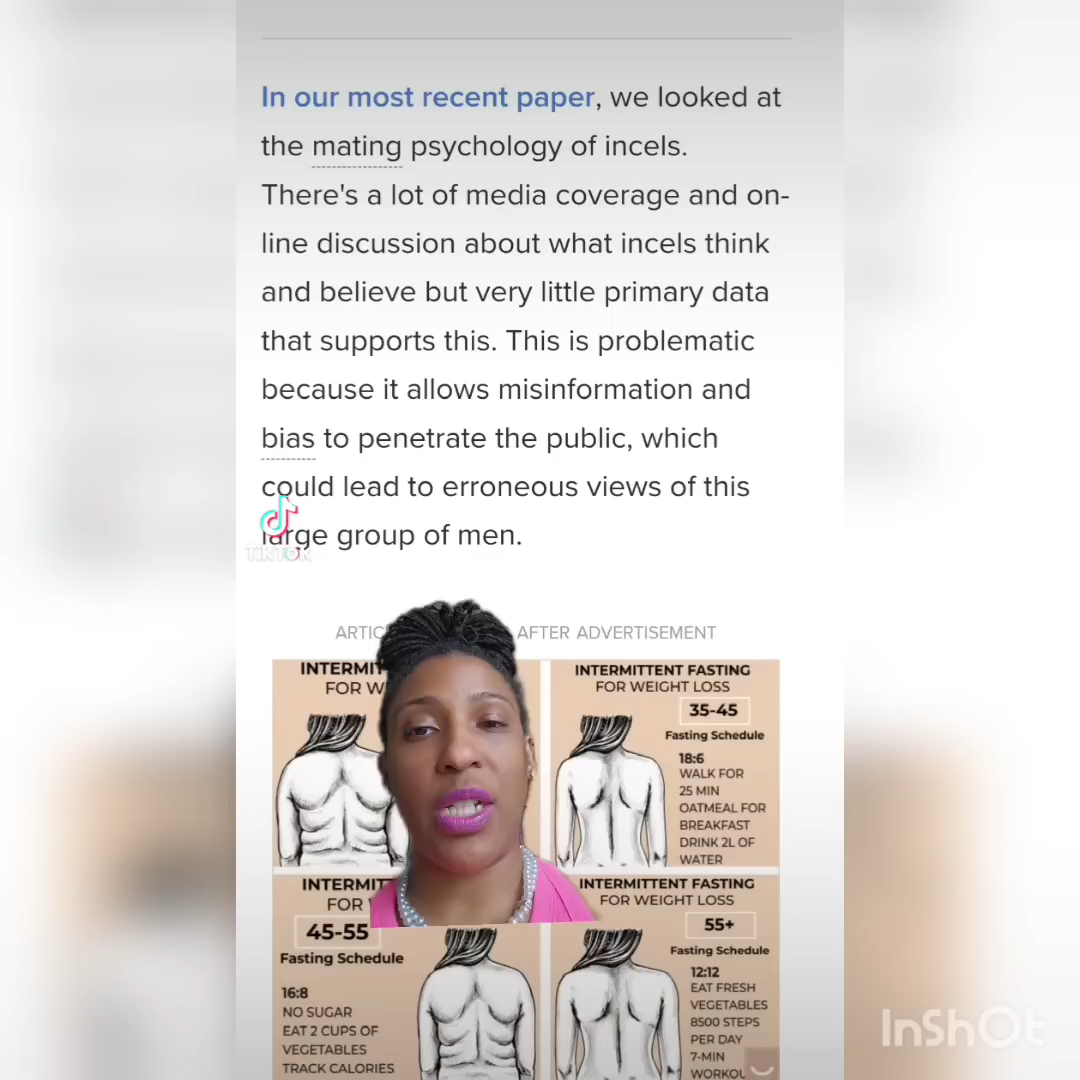 In our most recent paper, we looked at
the mating psychology of incels.
There's a lot of media coverage and on-
line discussion about what incels think
and believe but very little primary data
that supports this. This is problematic
because it allows misinformation and
bias to penetrate the public, which
could lead to erroneous views of this
large group of men.
TIKTOK
AFTER ADVERTISEMENT
FOR
INTERMITTENT FASTING
FOR WEIGHT LOSS
35-45
Fasting Schedule
18:6
WALK FOR
25 MIN
OATMEAL FOR
BREAKFAST
DRINK 2L OF
WATER
FOR
45-55
Fasting Schedule
16:8
NO SUGAR
EAT 2 CUPS OF
VEGETABLES
TRACK CALORIES
INTERMITTENT FASTING
FOR WEIGHT LOSS
55+
Fasting Schedule
12:12
EAT FRESH
VEGETABLES
8500 STEPS
PER DAY
7-MIN
InShOt